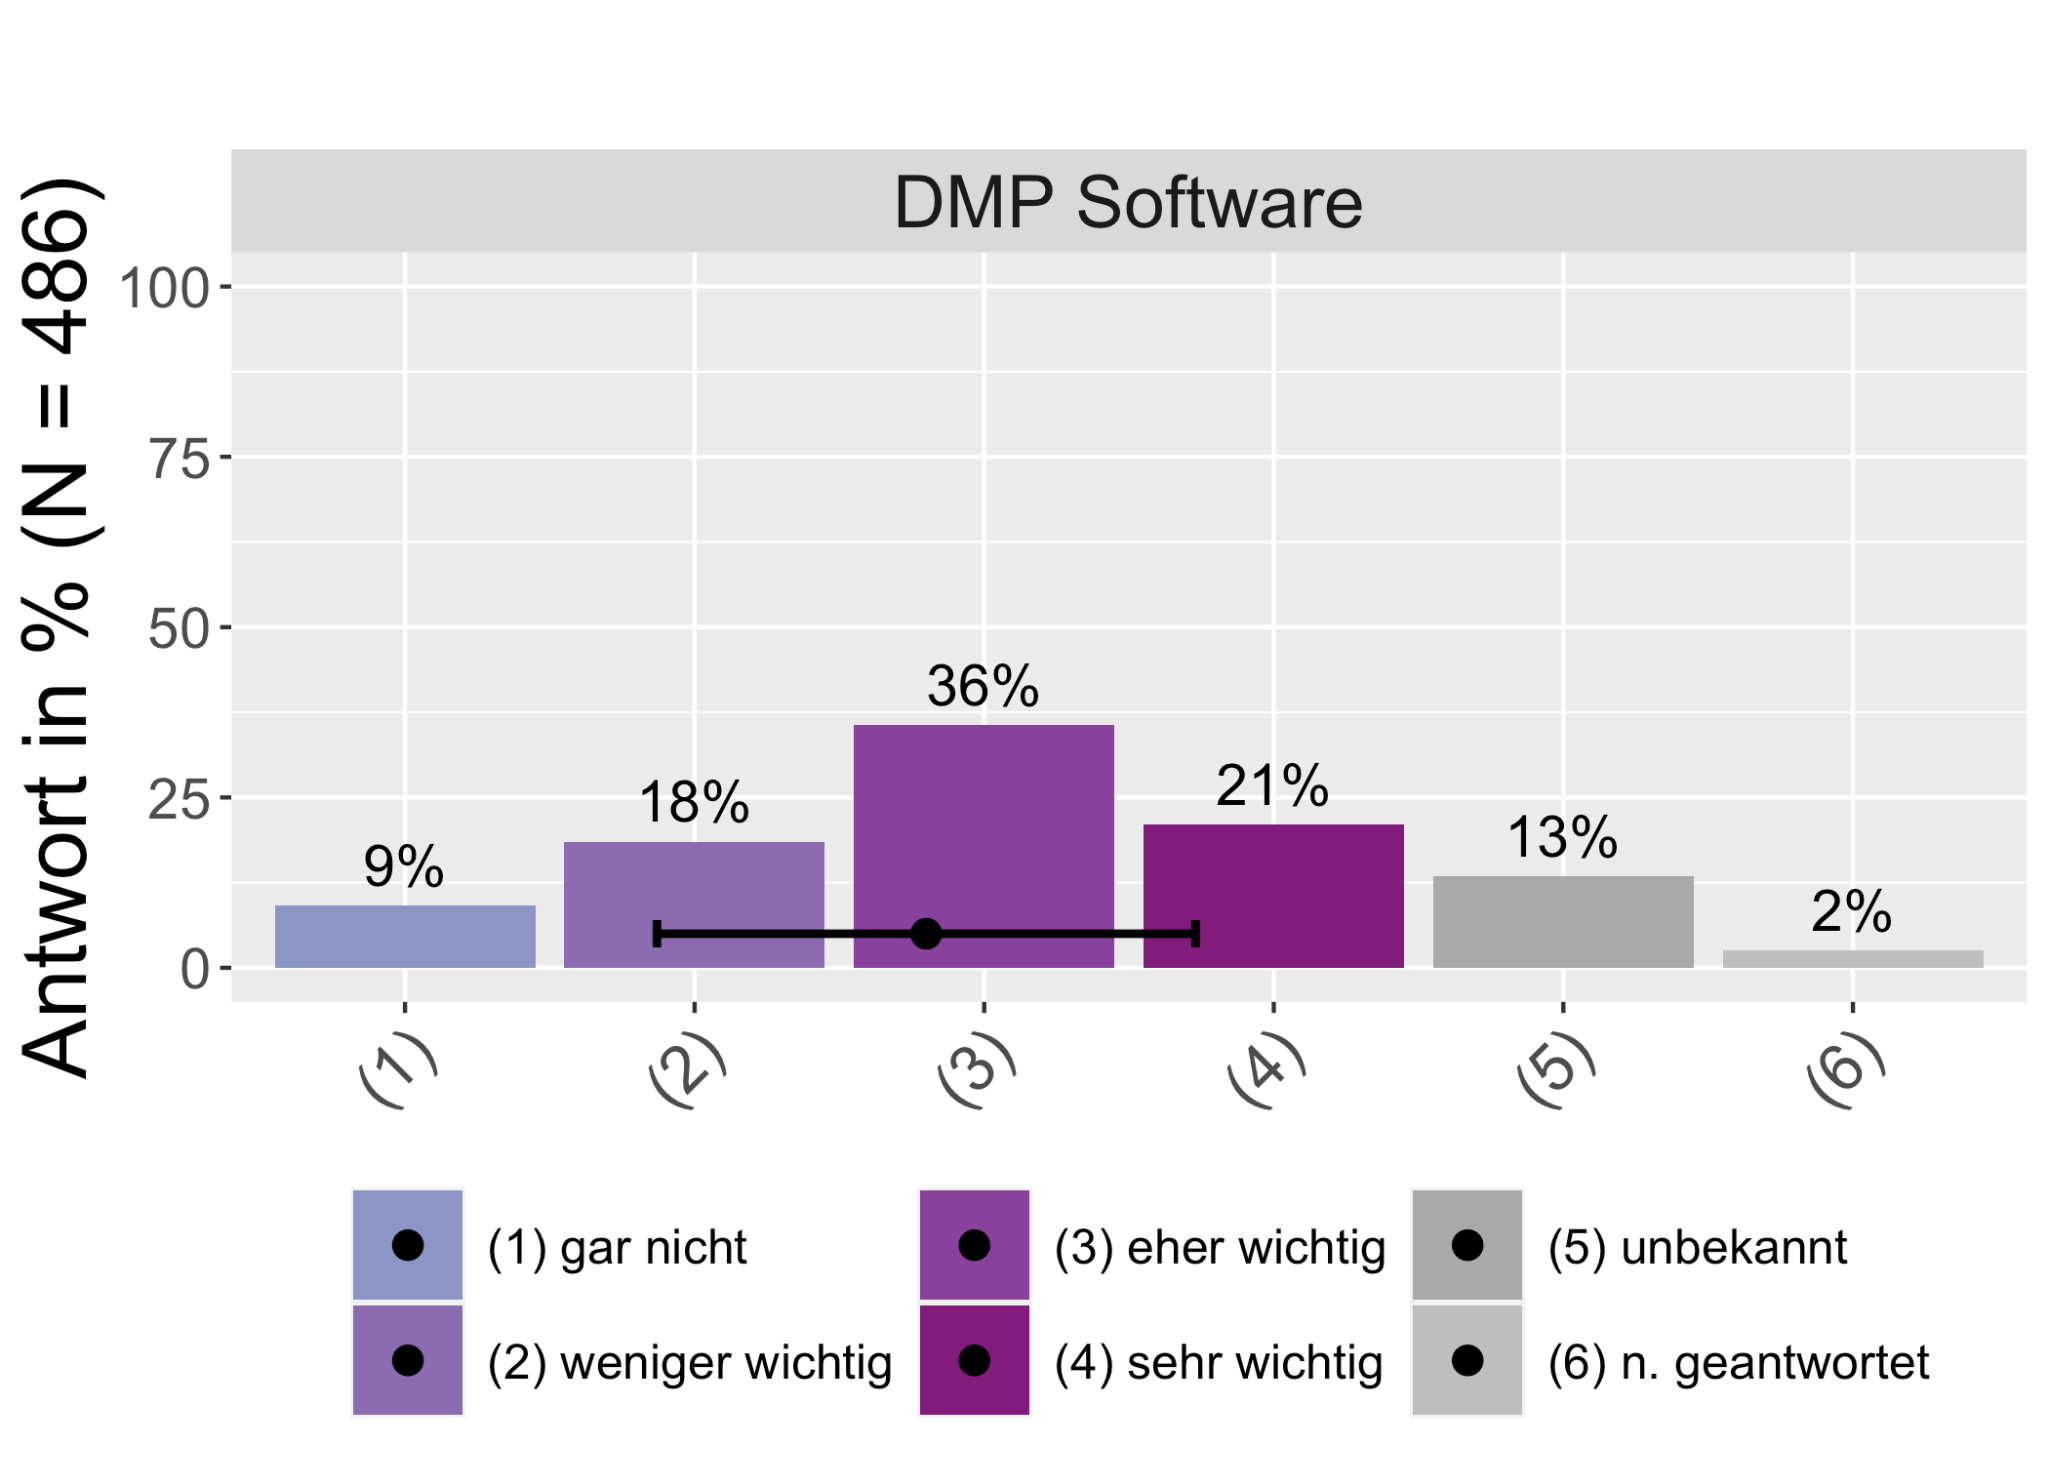 DMP Software
Antwort in % (N = 486)
100
75
50
25
0
9%
18%
36%
21%
13%
2%
(1)
(2)
(3)
(4)
(5)
(6)
(1) gar nicht
(2) weniger wichtig
(3) eher wichtig
(4) sehr wichtig
(5) unbekannt
(6) n. geantwortet